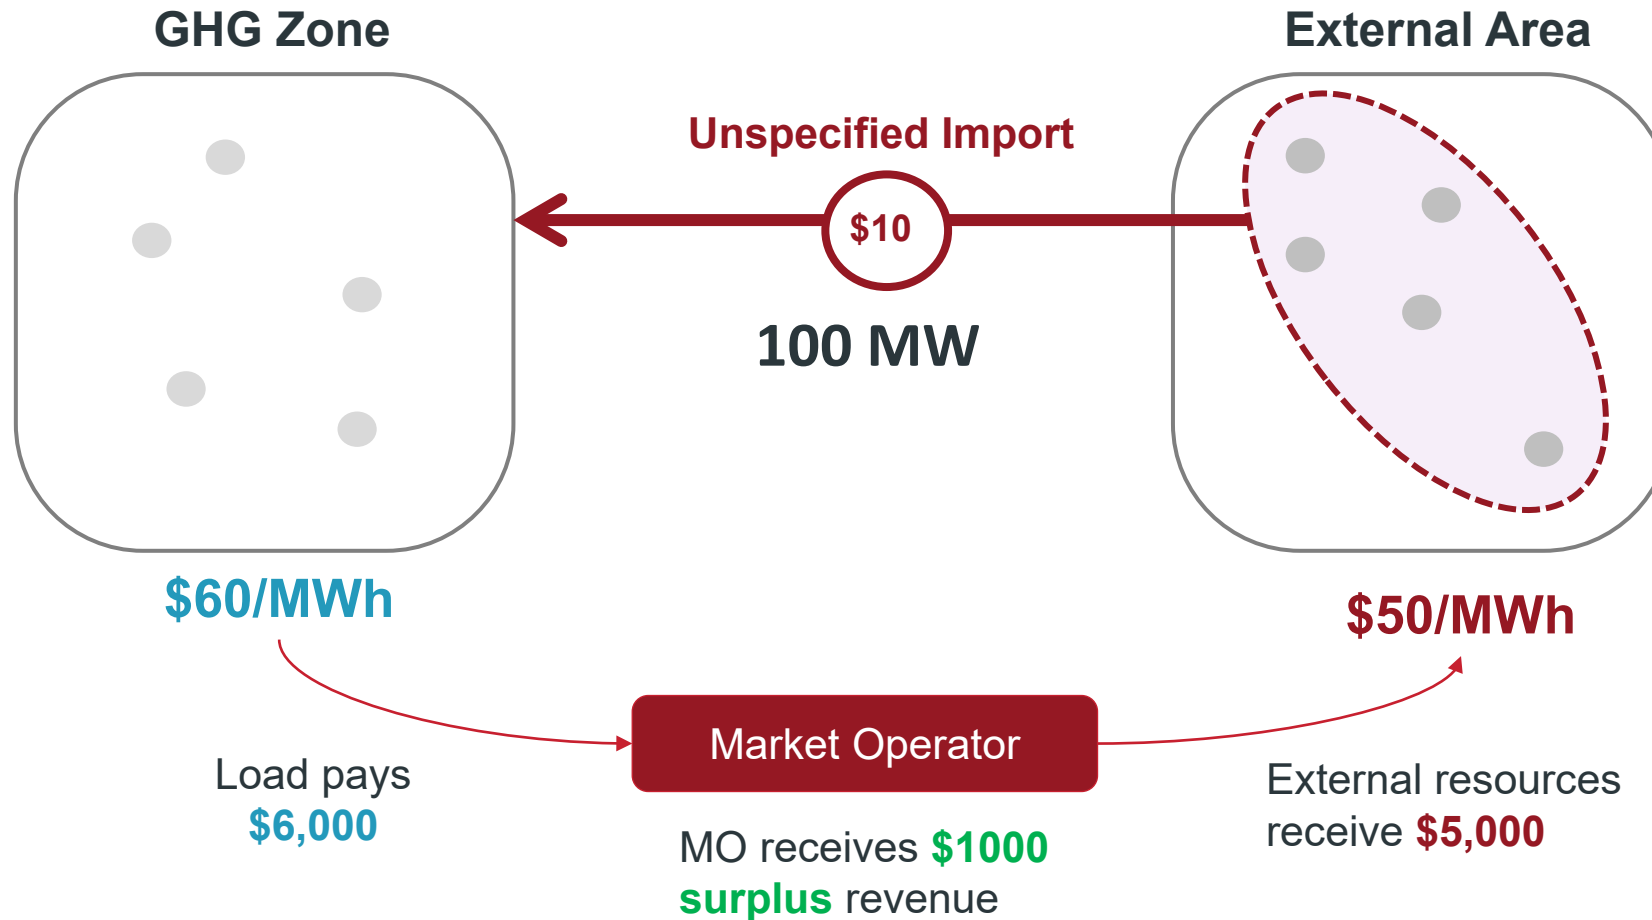 GHG Zone
External Area
Unspecified Import
$10
100 MW
$60/MWh
$50/MWh
Market Operator
Load pays
$6,000
External resources
receive $5,000
MO receives $1000
surplus revenue